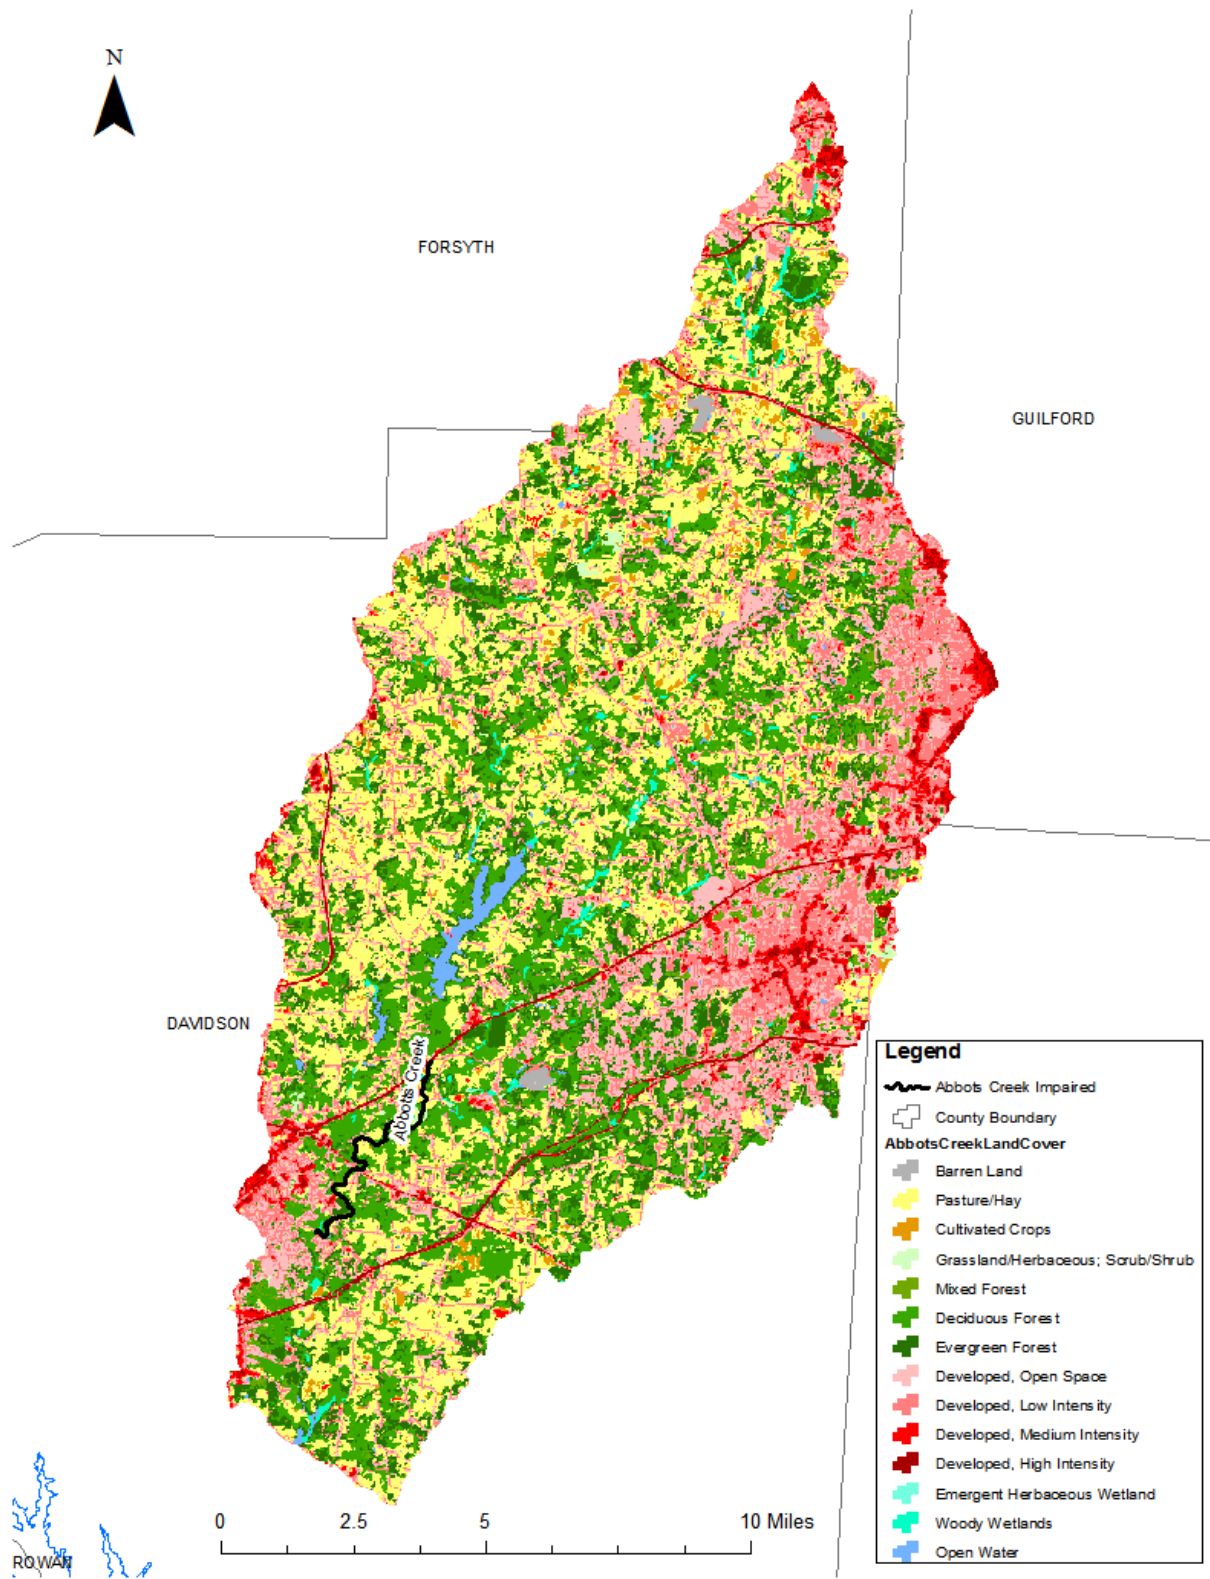 N
FORSYTH
GUILFORD
DAVIDSON
Abbotts Creek
Legend
Abbots Creek Impaired
County Boundary
AbbotsCreekLandCover
Barren Land
Pasture/Hay
Cultivated Crops
Grassland/Herbaceous; Scrub/Shrub
Mixed Forest
Deciduous Forest
Evergreen Forest
Developed, Open Space
Developed, Low Intensity
Developed, Medium Intensity
Developed, High Intensity
Emergent Herbaceous Wetland
Woody Wetlands
Open Water
0 2.5 5 10 Miles
ROWAN